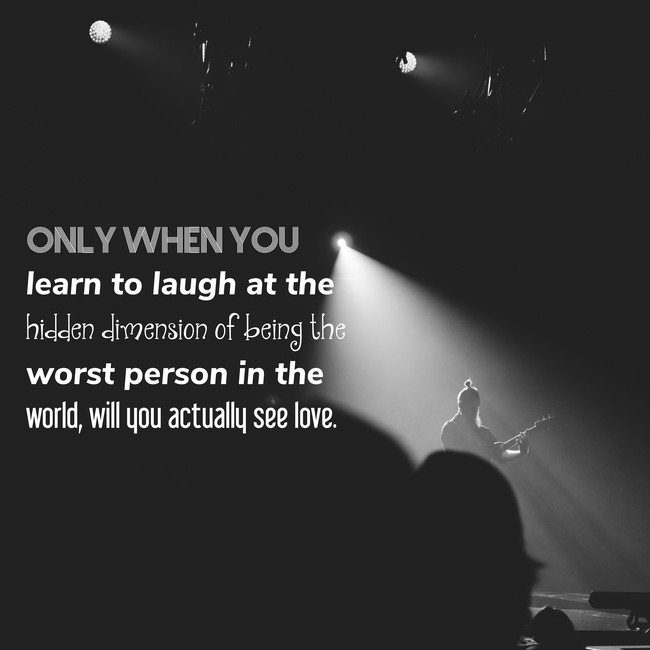 ONLY WHEN YOU
learn to laugh at the
hidden dimension of being the
worst person in the
world, will you actually see love.